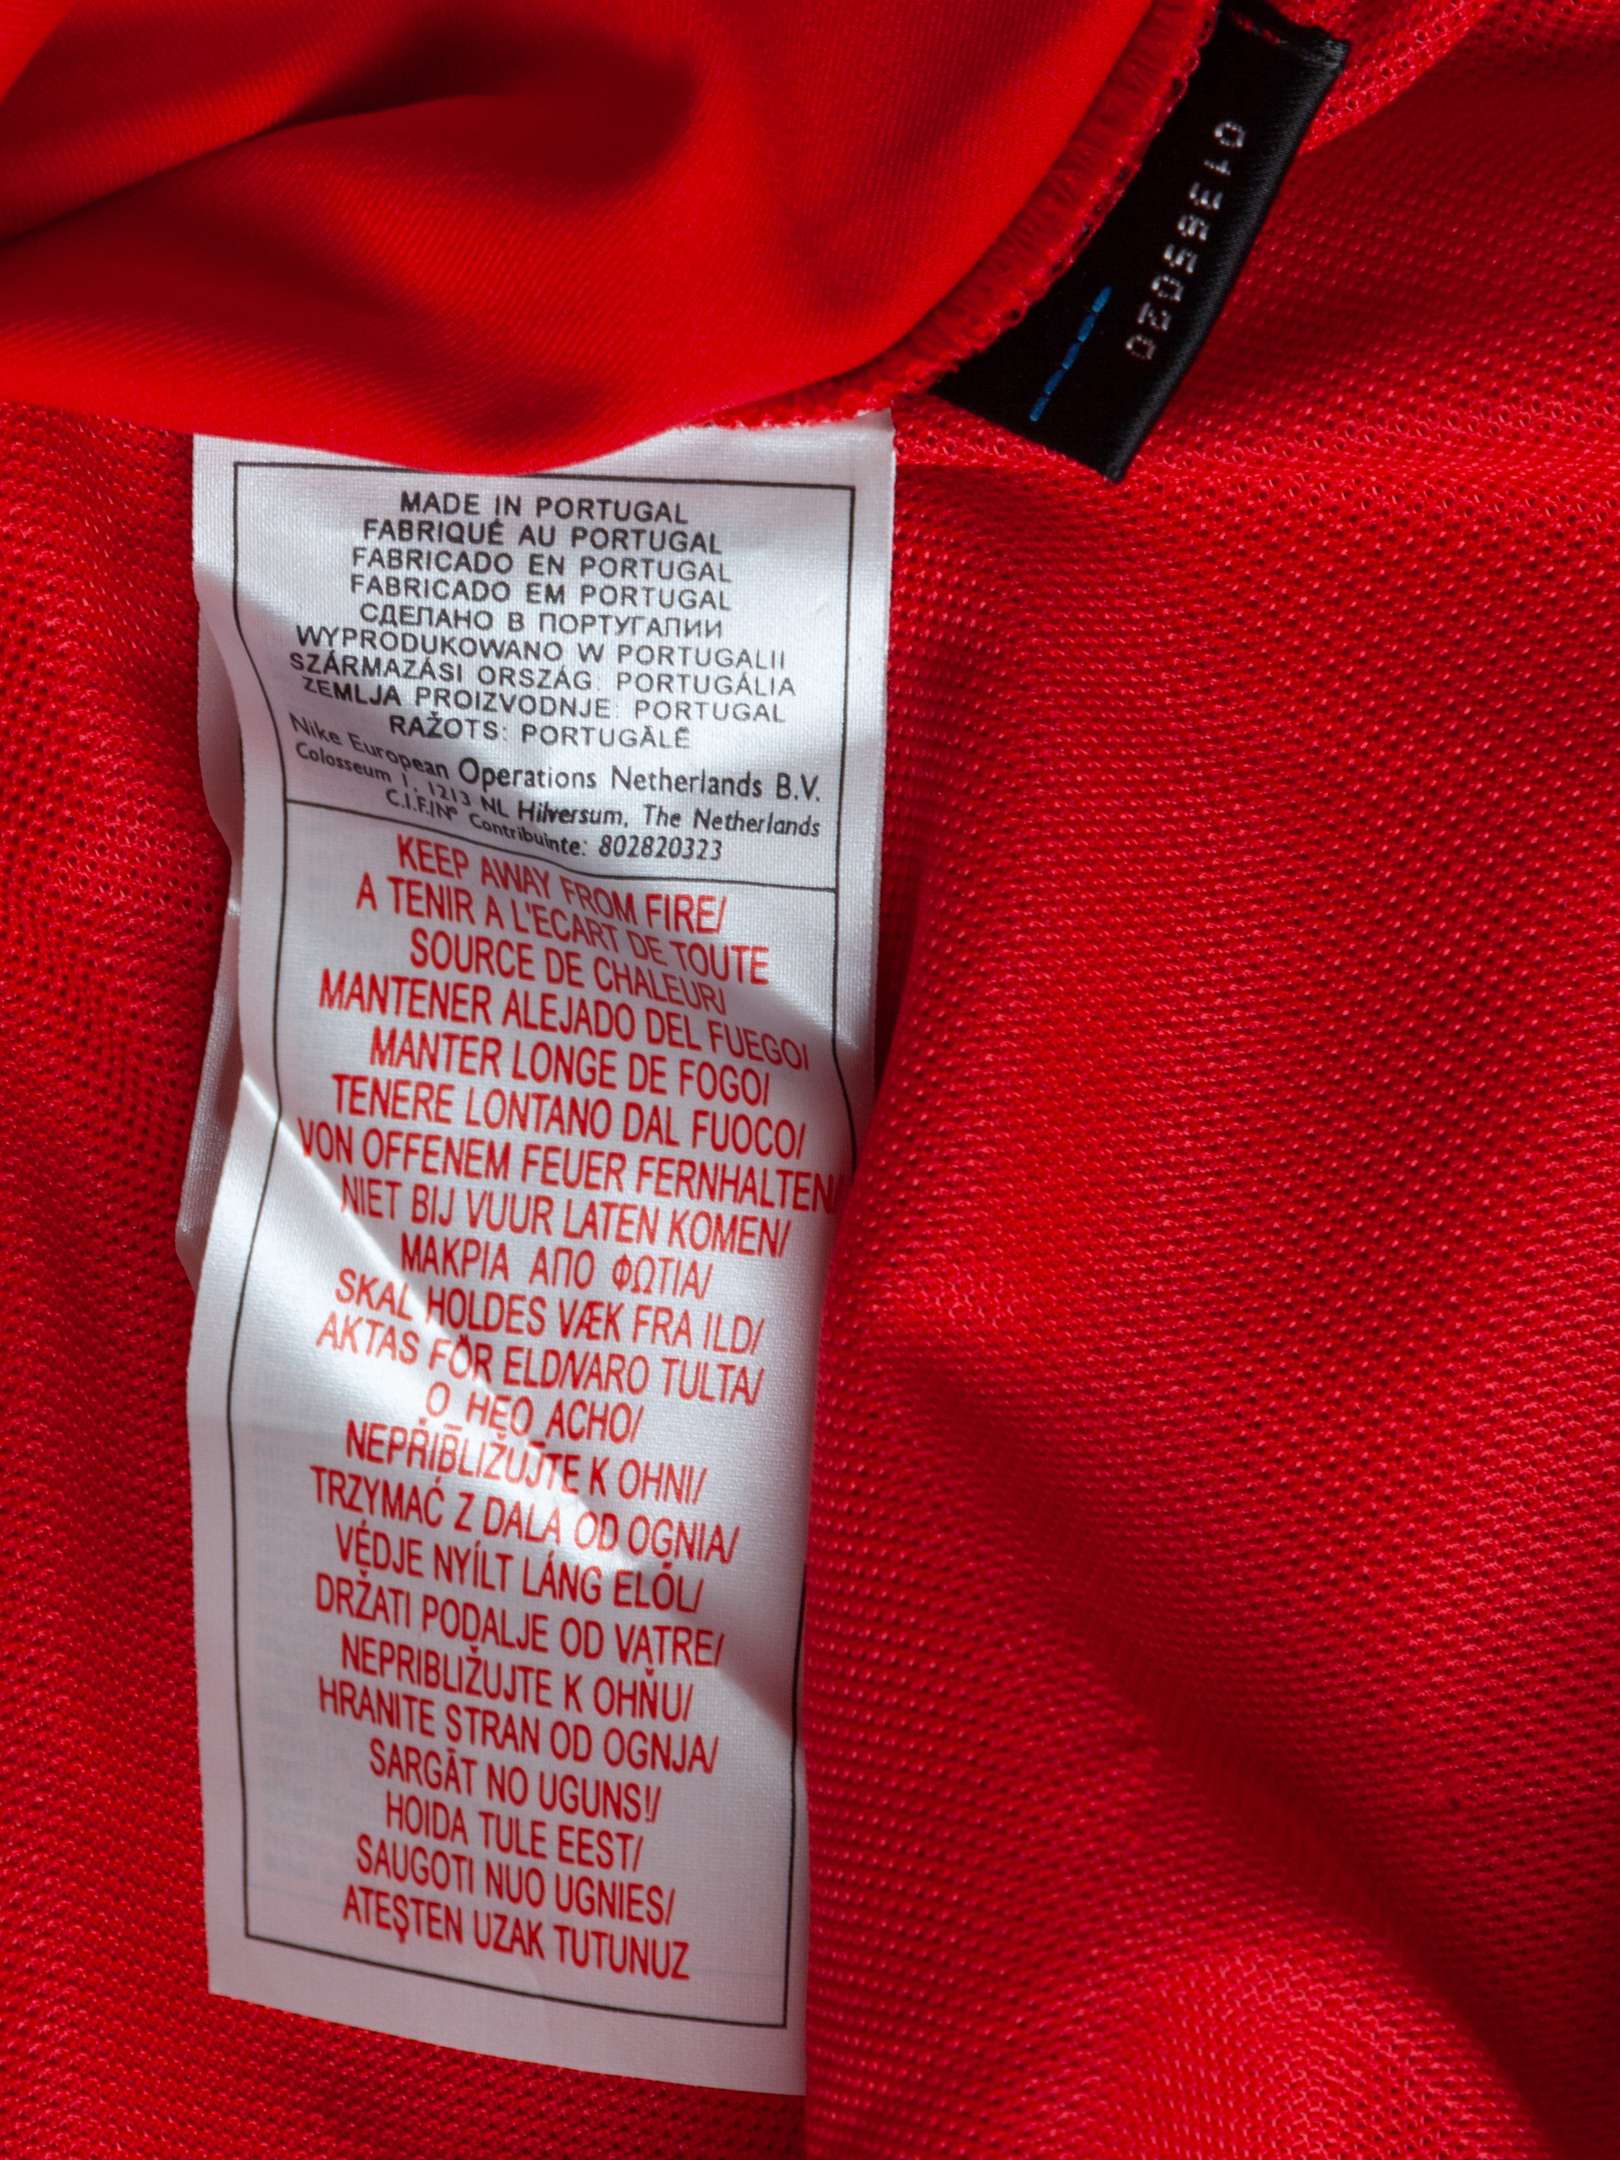 01365020
MADE IN PORTUGAL
FABRIQUÉ AU PORTUGAL
FABRICADO EN PORTUGAL
FABRICADO EM PORTUGAL
СДЕЛАНО В ПОРТУГАЛИИ
WYPRODUKOWANO W PORTUGALII
SZÁRMAZÁSI ORSZÁG: PORTUGÁLIA
ZEMLJA PROIZVODNJE: PORTUGAL
RAŽOTS: PORTUGĀLĒ
Nike European Operations Netherlands B.V.
Colosseum 1, 1213 NL Hilversum, The Netherlands
C.I.F./Nº Contribuinte: 802820323
KEEP AWAY FROM FIRE/
A TENIR A L'ECART DE TOUTE
SOURCE DE CHALEUR/
MANTENER ALEJADO DEL FUEGO/
MANTER LONGE DE FOGO/
TENERE LONTANO DAL FUOCO/
VON OFFENEM FEUER FERNHALTEN/
NIET BIJ VUUR LATEN KOMEN/
ΜΑΚΡΙΑ ΑΠΟ ΦΩΤΙΑ/
SKAL HOLDES VÆK FRA ILD/
AKTAS FÖR ELD/VARO TULTA/
NEPŘIBLIŽUJTE K OHNI/
TRZYMAĆ Z DALA OD OGNIA/
VÉDJE NYÍLT LÁNG ELŐL/
DRŽATI PODALJE OD VATRE/
NEPRIBLIŽUJTE K OHŇU/
HRANITE STRAN OD OGNJA/
SARGĀT NO UGUNS!/
HOIDA TULE EEST/
SAUGOTI NUO UGNIES/
ATEŞTEN UZAK TUTUNUZ